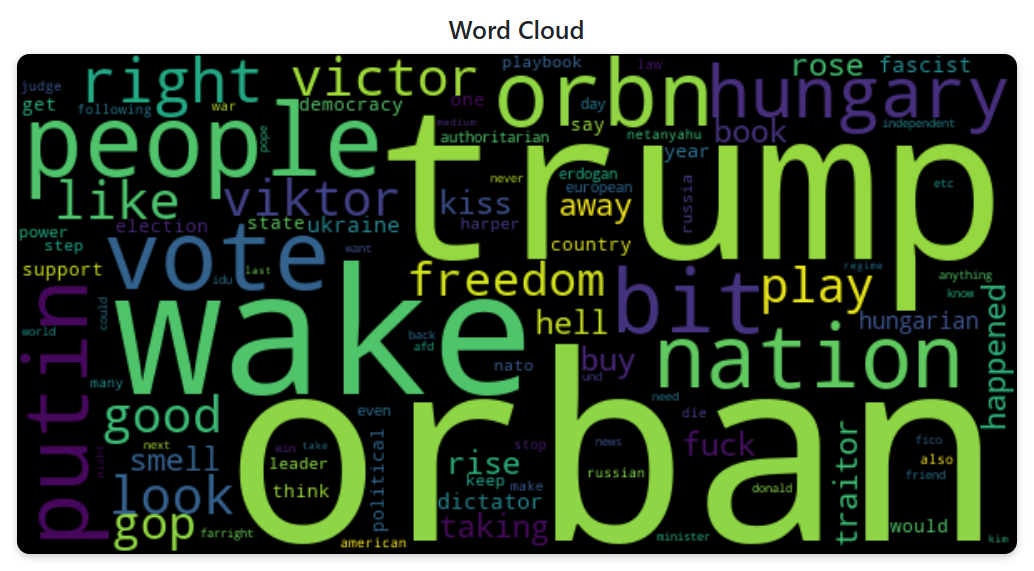 Word Cloud
judge
get
following
right
war
victor
democracy
playbook
orbn
law
one
day
say
medium
hungary
rose
fascist
independent
people
pope
trump
authoritarian
netanyahu
book
year
like
viktor
kiss
never
erdogan
european
away
russia
etc
power
step
election
state
ukraine
harper
country
support
vote
want
idu
last
freedom
bit
play
regime
anything
know
could
world
putin
wake
hell
hungarian
happened
back
afd
nato
buy
und
nation
many
good
even
need
die
next
win
take
stop
news
fuck
fico
also
friend
nicht
smell
leader
think
political
rise
keep
make
russian
donald
look
orban
dictator
traitor
gop
farright
american
taking
minister
would
kim